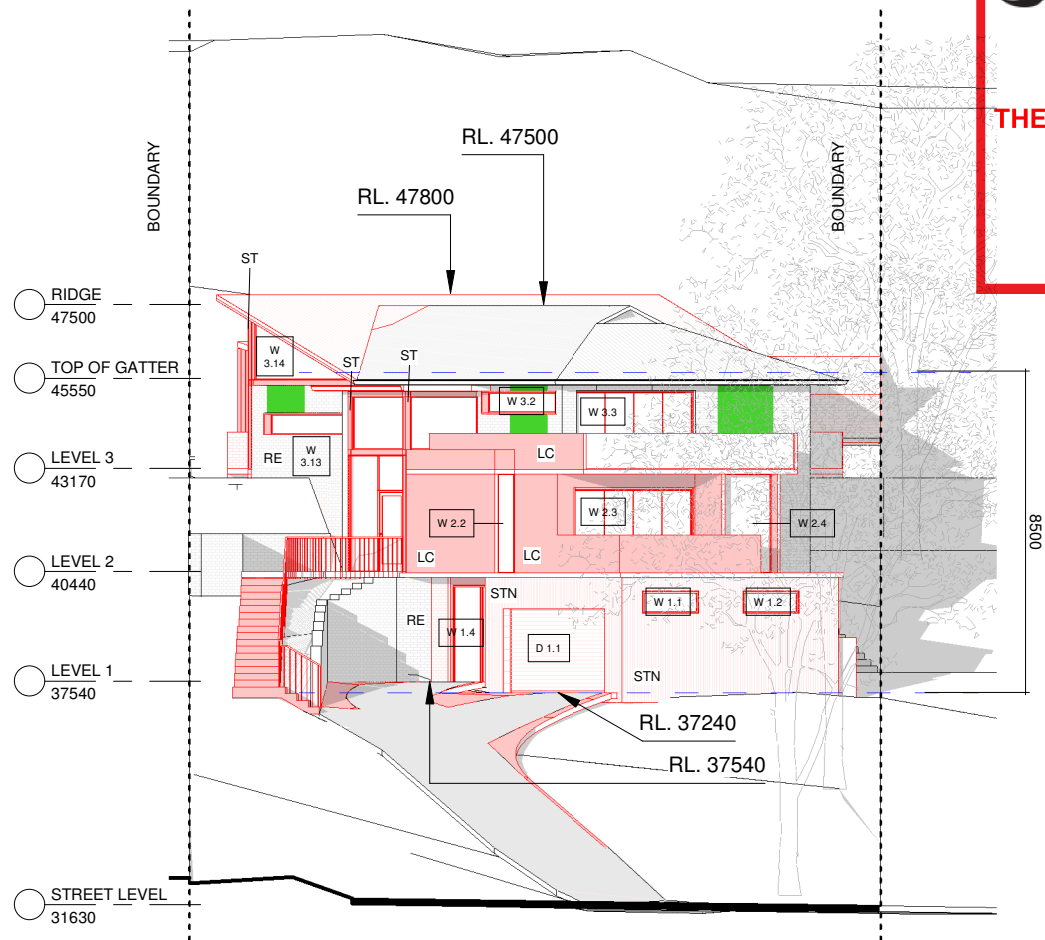 THE
RL. 47500
BOUNDARY
BOUNDARY
RL. 47800
ST
RIDGE
47500
W
3.14
ST
ST
TOP OF GATTER
45550
W 3.2
W 3.3
LEVEL 3
43170
RE
W
3.13
LC
W 2.2
W 2.3
W 2.4
8500
LEVEL 2
40440
LC
LC
STN
W 1.1
W 1.2
RE
W 1.4
D 1.1
LEVEL 1
37540
STN
RL. 37240
RL. 37540
STREET LEVEL
31630